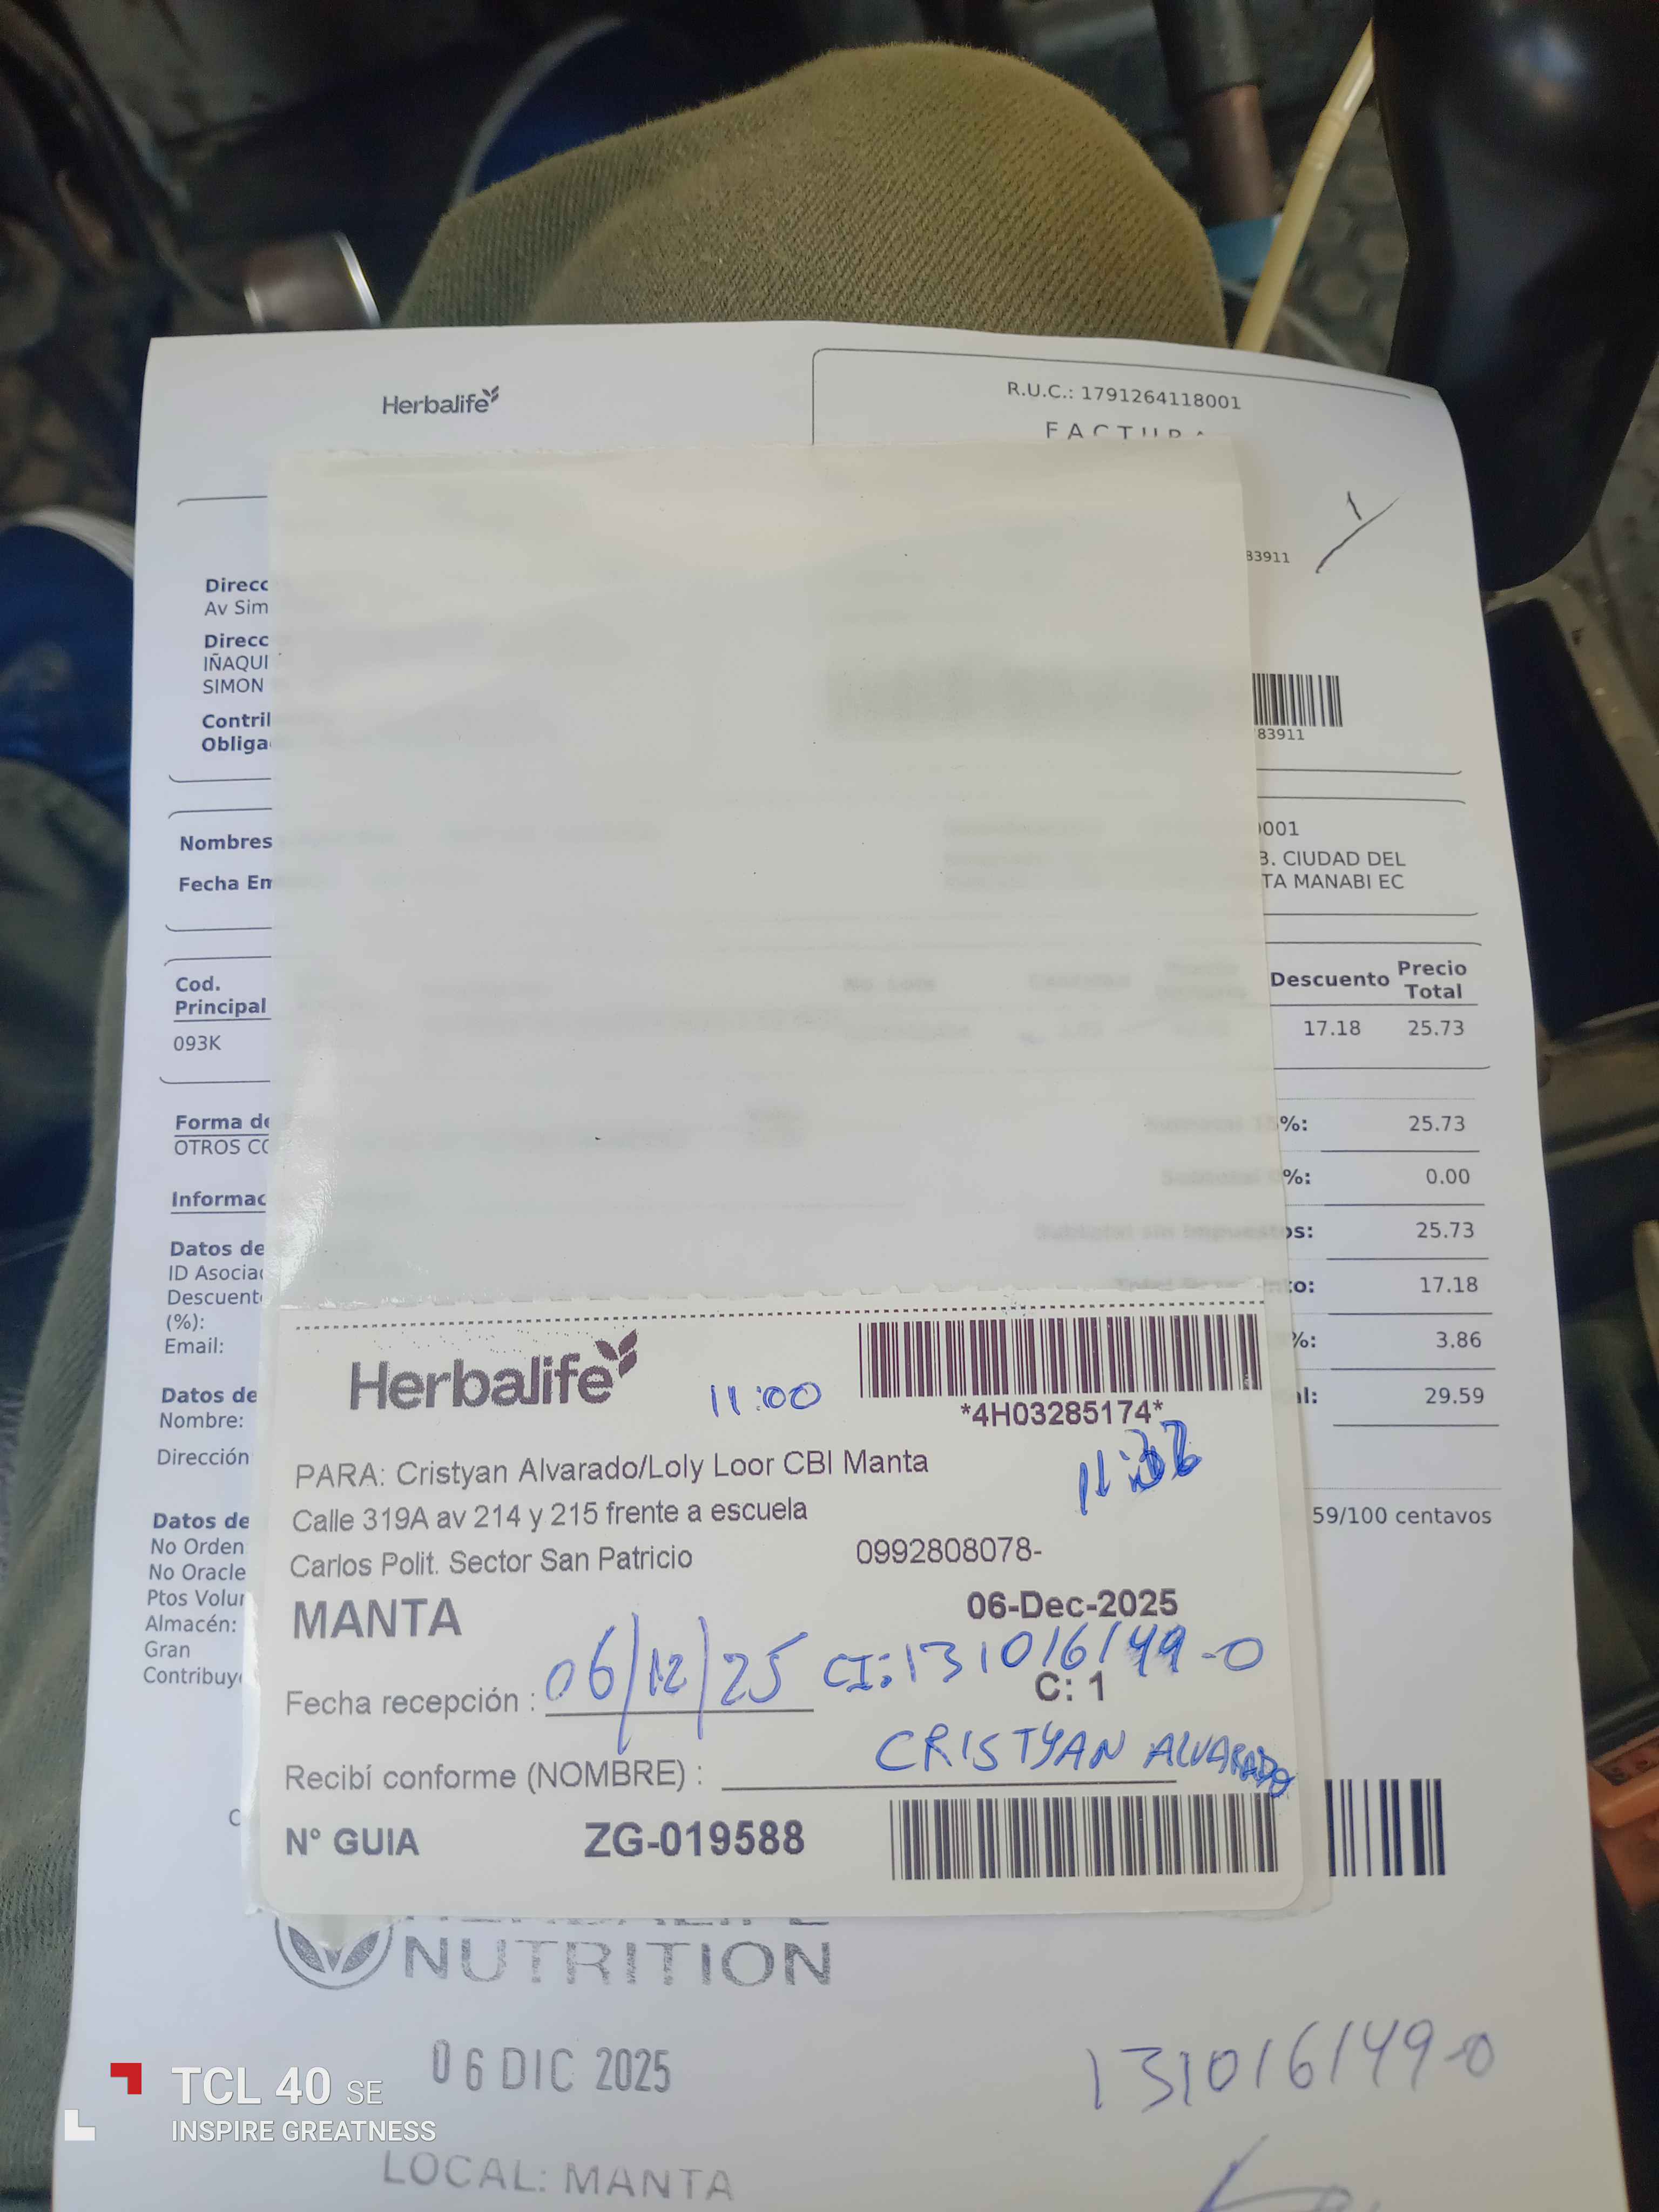 Herbalife
R.U.C.: 1791264118001
FACTURA
83911
Direcc
Av Sim
Direcc
IÑAQUI
SIMON
Contril
Obliga
83911
Nombres
Fecha Em
0001
B. CIUDAD DEL
TA MANABI EC
Cod.
Principal
Descuento
Precio
Total
093K
17.18
25.73
Forma de
OTROS CO
Informac
%: 25.73
%: 0.00
os: 25.73
to: 17.18
%: 3.86
al: 29.59
Datos de
ID Asocia
Descuent
(%):
Email:
Datos de
Nombre:
Dirección
Datos de
No Orden
No Oracle
Ptos Volu
Almacén:
Gran
Contribuy
59/100 centavos
Herbalife
11:00
*4H03285174*
PARA: Cristyan Alvarado/Loly Loor CBI Manta
Calle 319A av 214 y 215 frente a escuela
Carlos Polit. Sector San Patricio
0992808078-
MANTA
06-Dec-2025
Fecha recepción : 06/12/25 CI: 131016149-0
C: 1
Recibí conforme (NOMBRE) : CRISTYAN ALVARADO
N° GUIA ZG-019588
NUTRITION
06 DIC 2025
131016149-0
LOCAL: MANTA
TCL 40 SE
INSPIRE GREATNESS